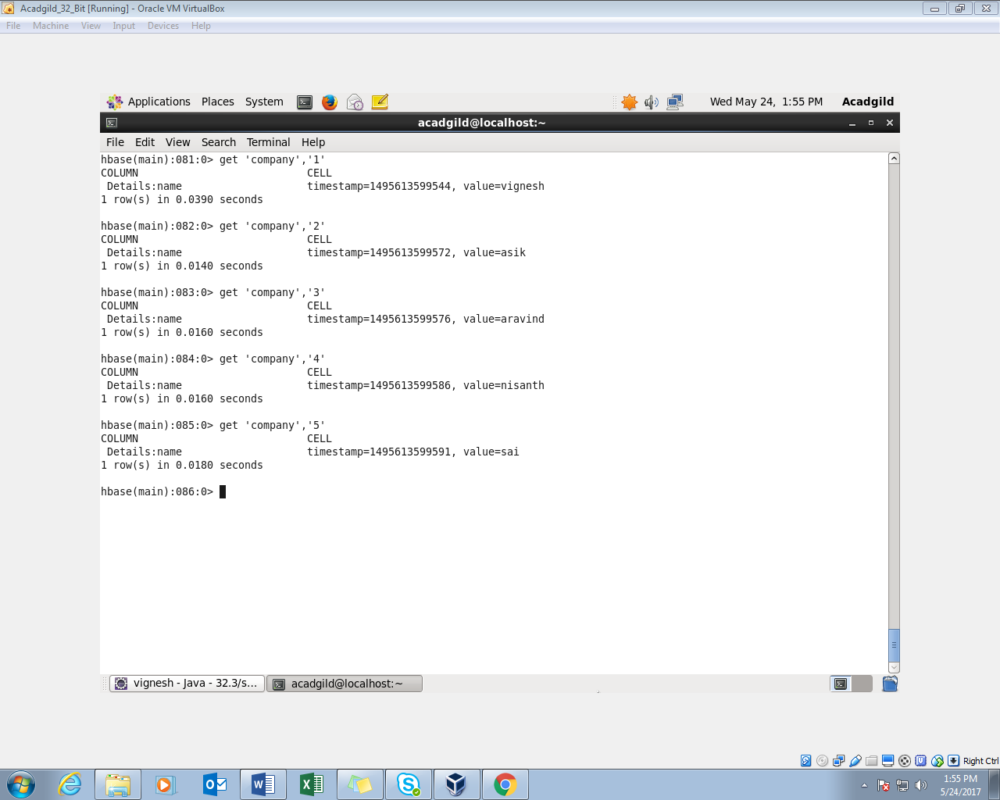 Acadgild_32_Bit [Running] - Oracle VM VirtualBox
File Machine View Input Devices Help
Applications Places System Wed May 24, 1:55 PM Acadgild
acadgild@localhost:~
File Edit View Search Terminal Help
hbase(main):081:0> get 'company','1'
COLUMN CELL
Details:name timestamp=1495613599544, value=vignesh
1 row(s) in 0.0390 seconds
hbase(main):082:0> get 'company','2'
COLUMN CELL
Details:name timestamp=1495613599572, value=asik
1 row(s) in 0.0140 seconds
hbase(main):083:0> get 'company','3'
COLUMN CELL
Details:name timestamp=1495613599576, value=aravind
1 row(s) in 0.0160 seconds
hbase(main):084:0> get 'company','4'
COLUMN CELL
Details:name timestamp=1495613599586, value=nisanth
1 row(s) in 0.0160 seconds
hbase(main):085:0> get 'company','5'
COLUMN CELL
Details:name timestamp=1495613599591, value=sai
1 row(s) in 0.0180 seconds
hbase(main):086:0>
vignesh - Java - 32.3/s... acadgild@localhost:~
Right Ctrl
1:55 PM
5/24/2017